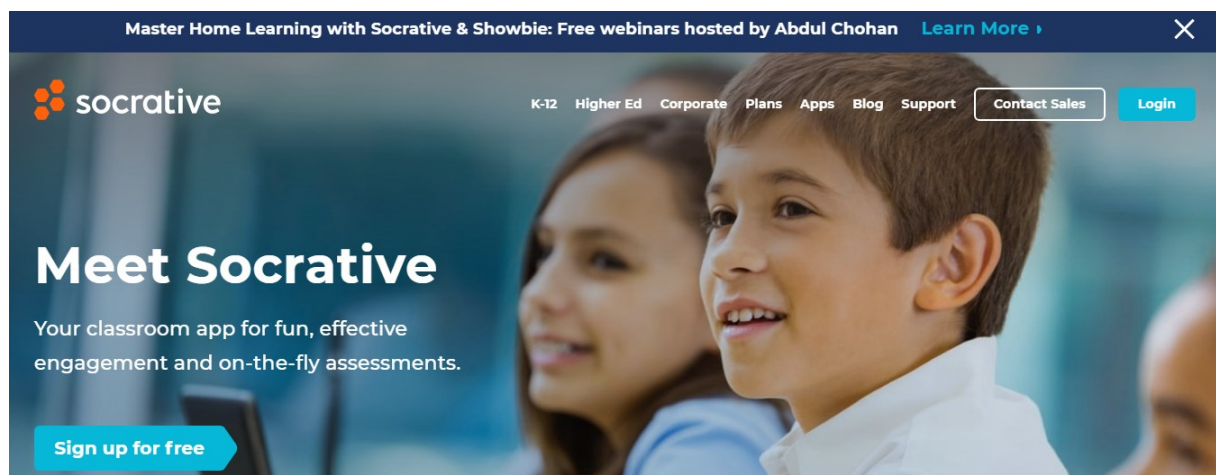 Master Home Learning with Socrative & Showbie: Free webinars hosted by Abdul Chohan Learn More
socrative
K-12 Higher Ed Corporate Plans Apps Blog Support Contact Sales Login
Meet Socrative
Your classroom app for fun, effective
engagement and on-the-fly assessments.
Sign up for free